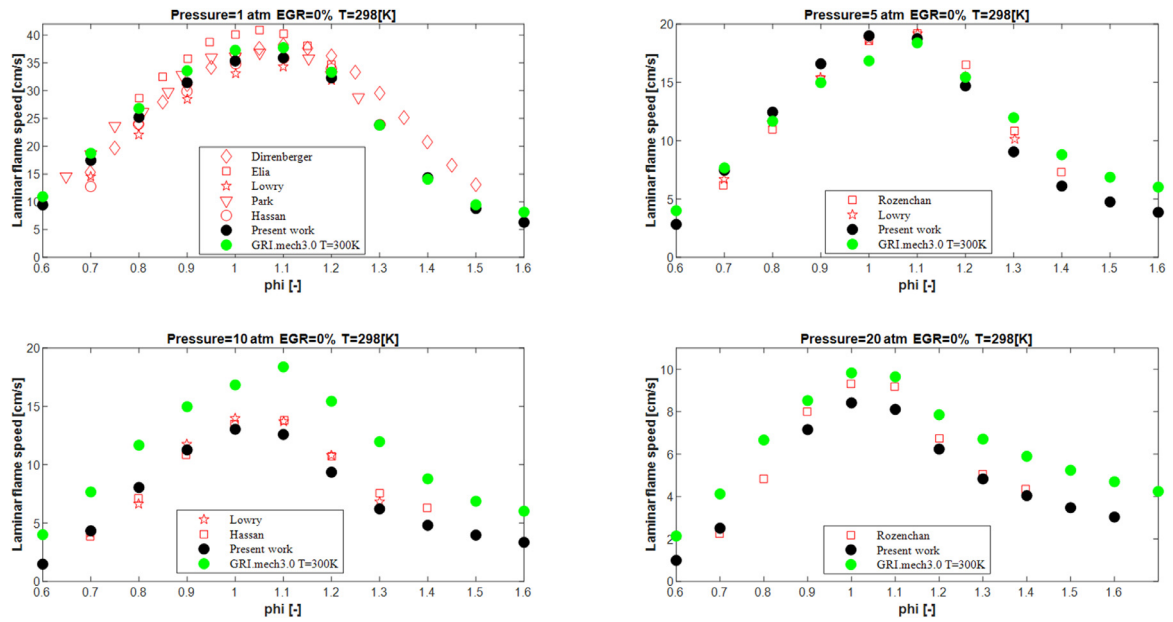 Pressure=1 atm EGR=0% T=298[K]
Laminar flame speed [cm/s]
40
35
30
25
20
15
10
5
0
Dirrenberger
Elia
Lowry
Park
Hassan
Present work
GRI.mech3.0 T=300K
0.6 0.7 0.8 0.9 1 1.1 1.2 1.3 1.4 1.5 1.6
phi [-]
Pressure=5 atm EGR=0% T=298[K]
Laminar flame speed [cm/s]
20
15
10
5
0
Rozenchan
Lowry
Present work
GRI.mech3.0 T=300K
0.6 0.7 0.8 0.9 1 1.1 1.2 1.3 1.4 1.5 1.6
phi [-]
Pressure=10 atm EGR=0% T=298[K]
Laminar flame speed[cm/s]
20
15
10
5
0
Lowry
Hassan
Present work
GRI.mech3.0 T=300K
0.6 0.7 0.8 0.9 1 1.1 1.2 1.3 1.4 1.5 1.6
phi [-]
Pressure=20 atm EGR=0% T=298[K]
Laminar flame speed[cm/s]
10
8
6
4
2
0
Rozenchan
Present work
GRI.mech3.0 T=300K
0.6 0.7 0.8 0.9 1 1.1 1.2 1.3 1.4 1.5 1.6
phi [-]